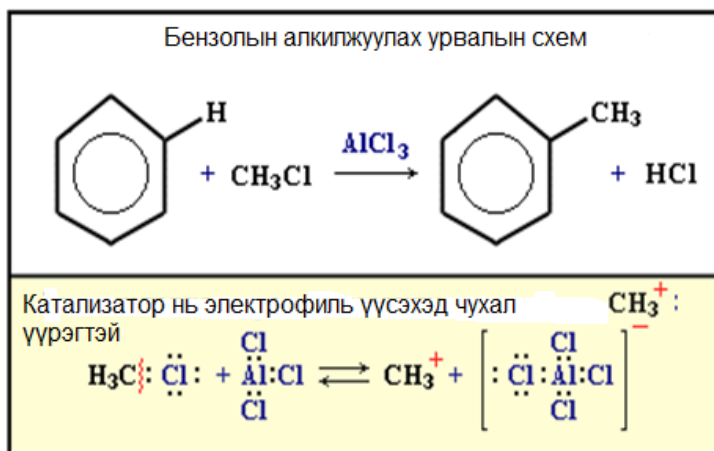 Бензолын алкилжуулах урвалын схем
H
CH₃
+ CH₃Cl
AlCl₃
+ HCl
Катализатор нь электрофиль үүсэхэд чухал CH₃⁺ :
үүрэгтэй
Cl Cl
H₃C : Cl : + Al : Cl ⇌ CH₃⁺ + [ : Cl : Al : Cl ]⁻
Cl Cl